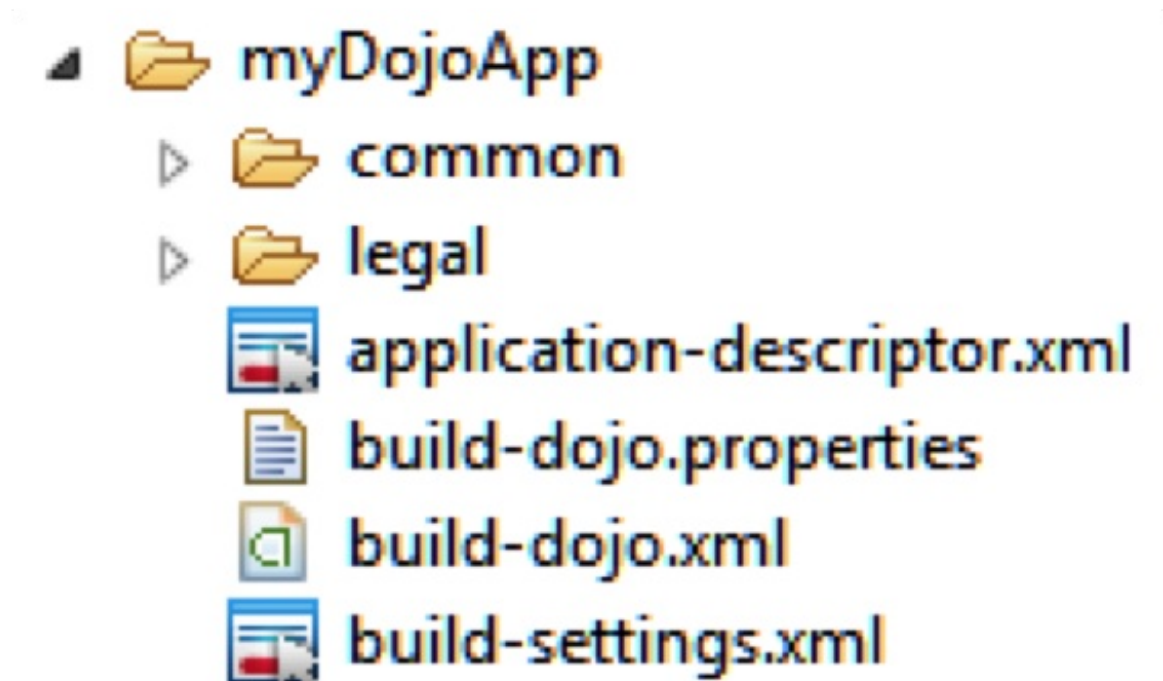 myDojoApp
common
legal
application-descriptor.xml
build-dojo.properties
build-dojo.xml
build-settings.xml